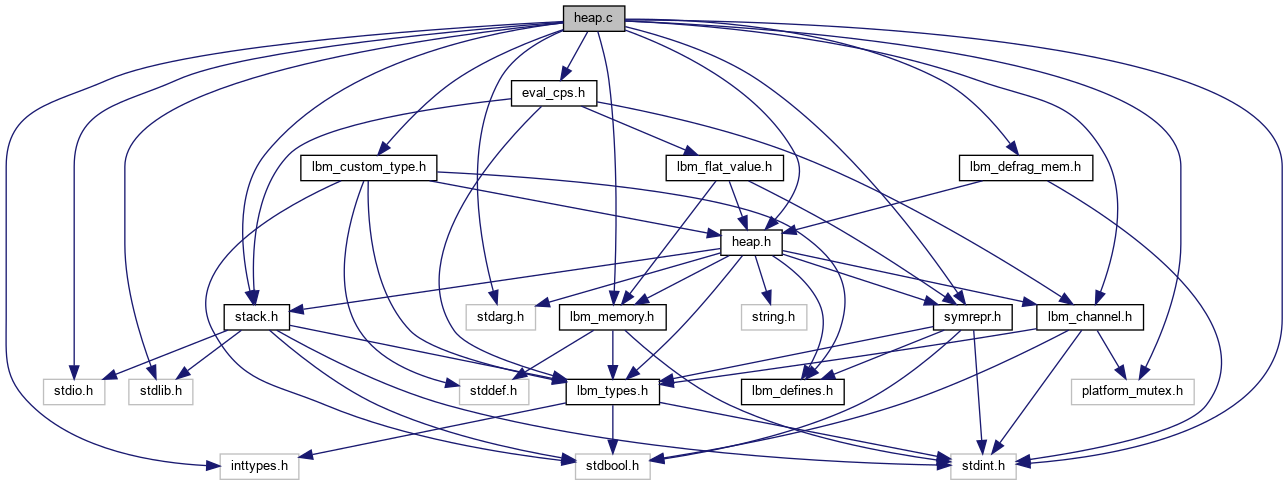 heap.c
eval_cps.h
lbm_custom_type.h
lbm_flat_value.h
lbm_defrag_mem.h
heap.h
stack.h
stdarg.h
lbm_memory.h
string.h
symrepr.h
lbm_channel.h
stdio.h
stdlib.h
stddef.h
lbm_types.h
lbm_defines.h
platform_mutex.h
inttypes.h
stdbool.h
stdint.h